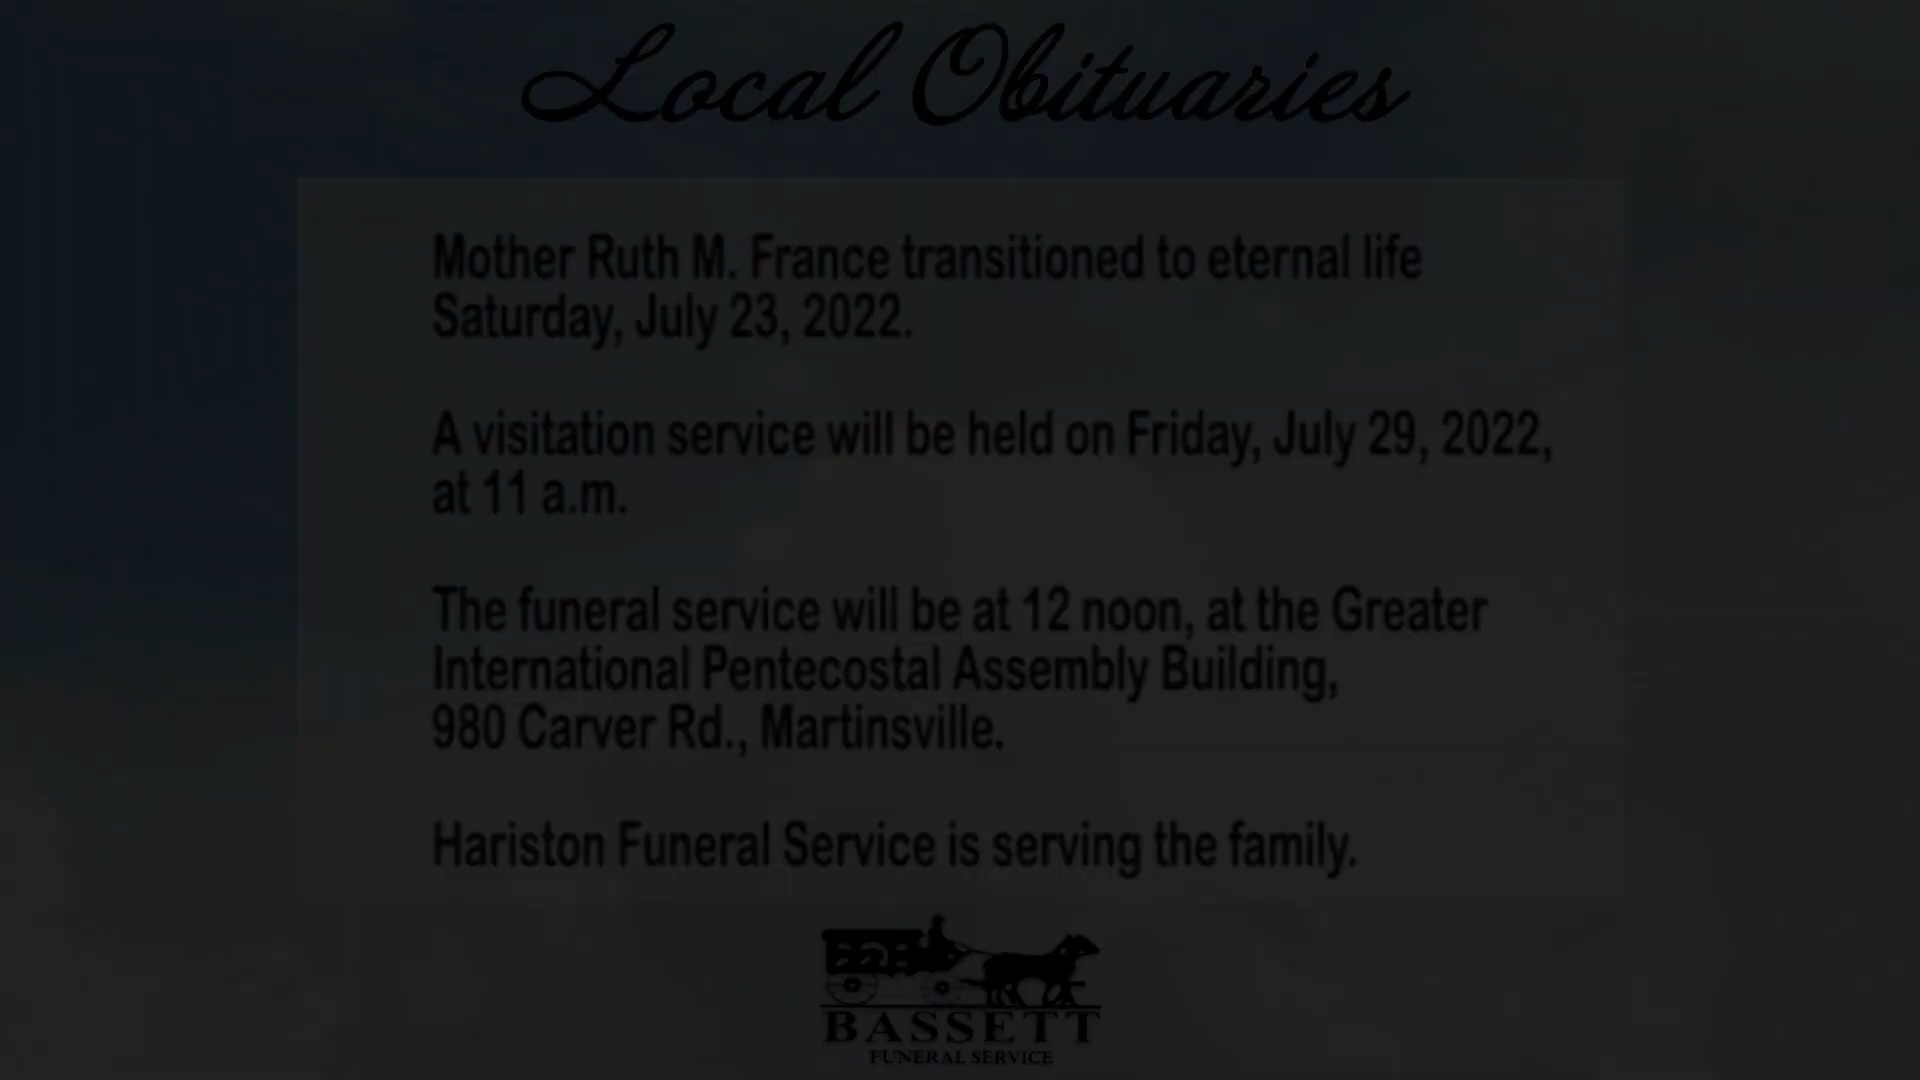 Local Obituaries
Mother Ruth M. France transitioned to eternal life
Saturday, July 23, 2022.
A visitation service will be held on Friday, July 29, 2022,
at 11 a.m.
The funeral service will be at 12 noon, at the Greater
International Pentecostal Assembly Building,
980 Carver Rd., Martinsville.
Hariston Funeral Service is serving the family.
BASSETT
FUNERAL SERVICE